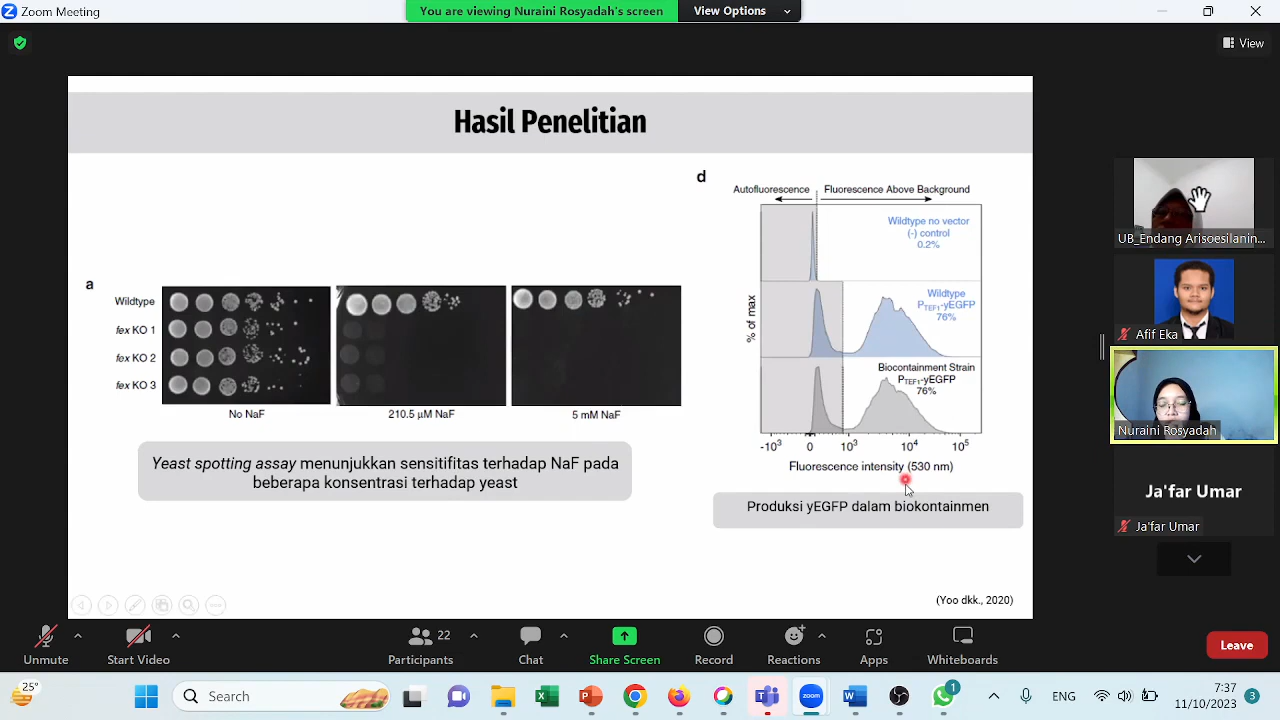 Zoom Meeting
You are viewing Nuraini Rosyadah's screen
View Options
View
Hasil Penelitian
a
Wildtype
fex KO 1
fex KO 2
fex KO 3
No NaF
210.5 µM NaF
5 mM NaF
Yeast spotting assay menunjukkan sensitifitas terhadap NaF pada
beberapa konsentrasi terhadap yeast
d
Autofluorescence
Fluorescence Above Background
Wildtype no vector
(-) control
0.2%
Wildtype
PTEF1-yEGFP
76%
Biocontainment Strain
PTEF1-yEGFP
76%
% of max
-10³ 0 10³ 10⁴ 10⁵
Fluorescence intensity (530 nm)
Produksi yEGFP dalam biokontainmen
(Yoo dkk., 2020)
UB_Endang Arisoesilanin...
Afif Eka
Nuraini Rosyadah
Ja'far Umar
Ja'far Umar
Unmute
Start Video
22
Participants
Chat
Share Screen
Record
Reactions
Apps
Whiteboards
Leave
25°
Search
zoom
1
ENG
7:37
11/10/2023
3